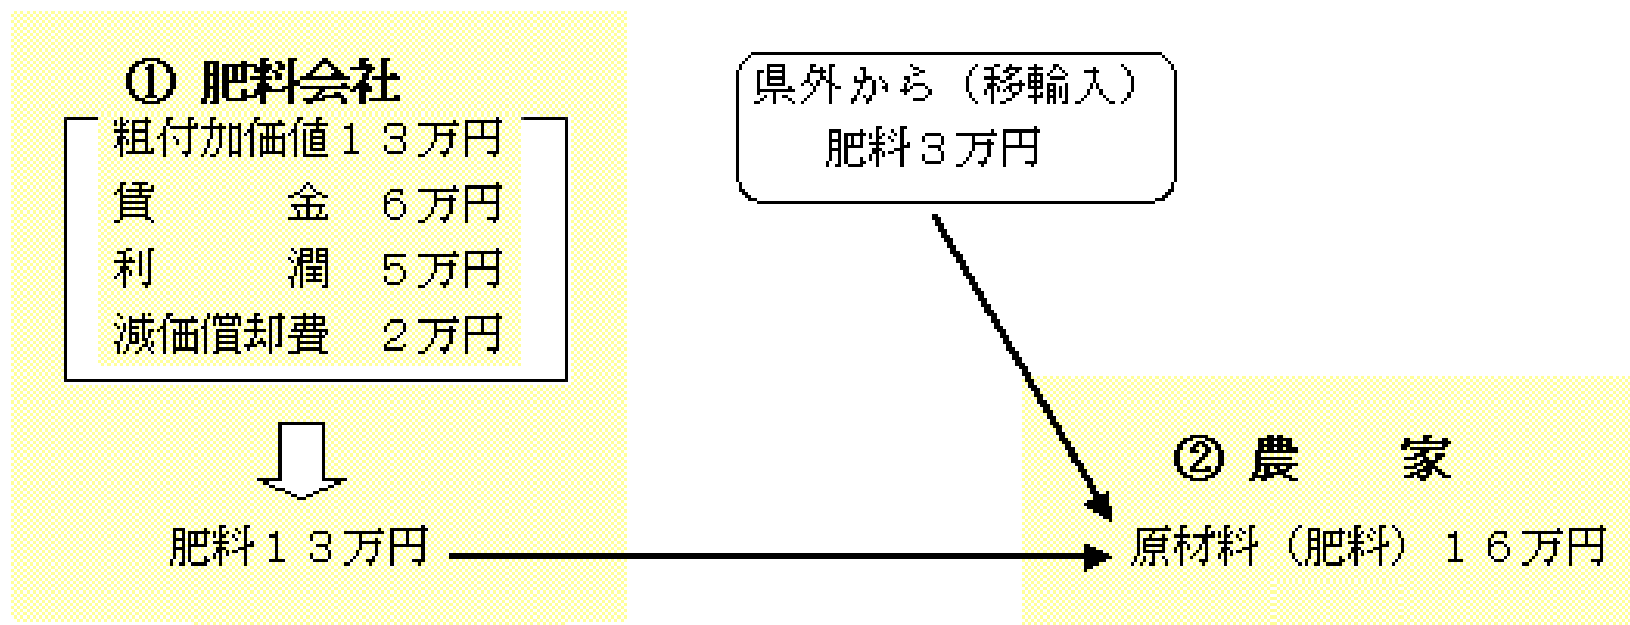 ① 肥料会社
粗付加価値１３万円
賃　　　金　６万円
利　　　潤　５万円
減価償却費　２万円
肥料１３万円
県外から（移輸入）
肥料３万円
② 農　　家
原材料（肥料）１６万円